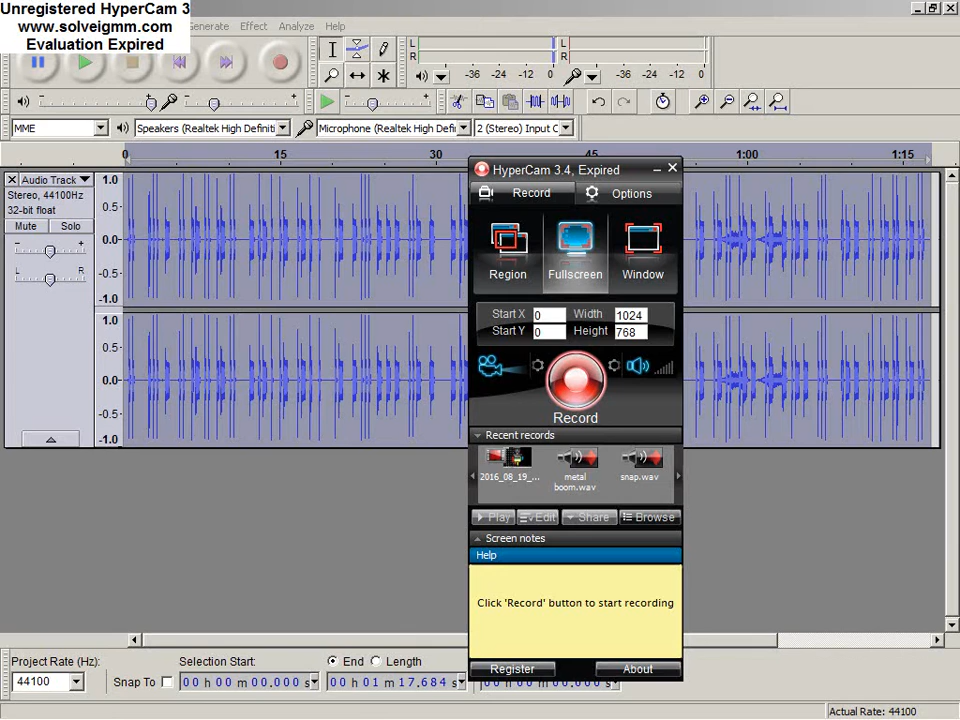 Unregistered HyperCam 3
www.solveigmm.com
Evaluation Expired
Generate Effect Analyze Help
L
R
-36 -24 -12 0
L
R
-36 -24 -12 0
MME
Speakers (Realtek High Definiti
Microphone (Realtek High Defi
2 (Stereo) Input C
0 15 30 45 1:00 1:15
Audio Track
Stereo, 44100Hz
32-bit float
Mute Solo
- +
L R
1.0
0.5
0.0
-0.5
-1.0
1.0
0.5
0.0
-0.5
-1.0
HyperCam 3.4, Expired
Record Options
Region Fullscreen Window
Start X 0 Width 1024
Start Y 0 Height 768
Record
Recent records
2016_08_19_...
metal boom.wav
snap.wav
Play Edit Share Browse
Screen notes
Help
Click 'Record' button to start recording
Register About
Project Rate (Hz):
44100
Snap To
Selection Start:
00 h 00 m 00.000 s
End Length
00 h 01 m 17.684 s
00 h 00 m 00.000 s
Actual Rate: 44100